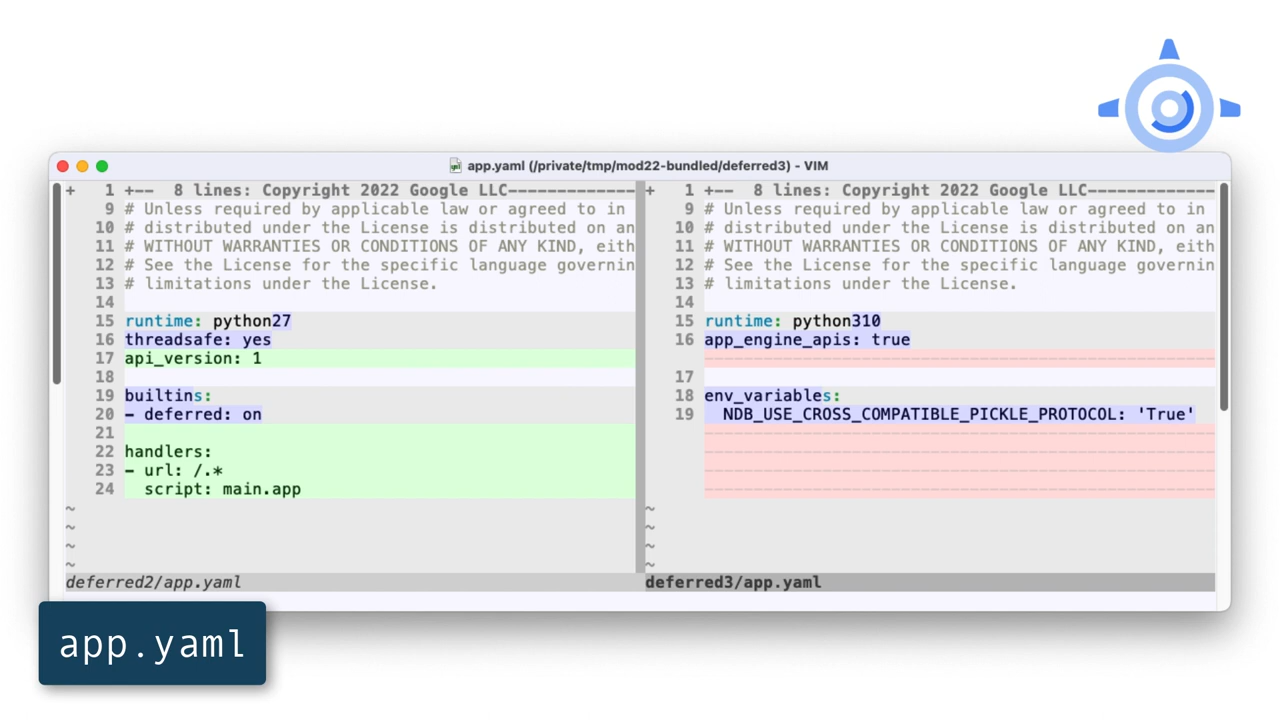 app.yaml (/private/tmp/mod22-bundled/deferred3) - VIM
+ 1 +-- 8 lines: Copyright 2022 Google LLC-------------
9 # Unless required by applicable law or agreed to in
10 # distributed under the License is distributed on an
11 # WITHOUT WARRANTIES OR CONDITIONS OF ANY KIND, eith
12 # See the License for the specific language governin
13 # limitations under the License.
14
15 runtime: python27
16 threadsafe: yes
17 api_version: 1
18
19 builtins:
20 - deferred: on
21
22 handlers:
23 - url: /.*
24 script: main.app
~
~
~
~
deferred2/app.yaml
+ 1 +-- 8 lines: Copyright 2022 Google LLC-------------
9 # Unless required by applicable law or agreed to in
10 # distributed under the License is distributed on an
11 # WITHOUT WARRANTIES OR CONDITIONS OF ANY KIND, eith
12 # See the License for the specific language governin
13 # limitations under the License.
14
15 runtime: python310
16 app_engine_apis: true
17
18 env_variables:
19 NDB_USE_CROSS_COMPATIBLE_PICKLE_PROTOCOL: 'True'
~
~
~
~
deferred3/app.yaml
app.yaml